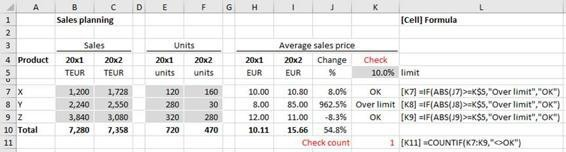 A B C D E F G H I J K L
1 Sales planning [Cell] Formula
2
3 Sales Units Average sales price
4 Product 20x1 20x2 20x1 20x2 20x1 20x2 Change Check
5 TEUR TEUR units units EUR EUR % 10.0% limit
7 X 1,200 1,728 120 160 10.00 10.80 8.0% OK [K7] =IF(ABS(J7)>=K$5,"Over limit","OK")
8 Y 2,240 2,550 280 30 8.00 85.00 962.5% Over limit [K8] =IF(ABS(J8)>=K$5,"Over limit","OK")
9 Z 3,840 3,080 320 280 12.00 11.00 -8.3% OK [K9] =IF(ABS(J9)>=K$5,"Over limit","OK")
10 Total 7,280 7,358 720 470 10.11 15.66 54.8%
11 Check count 1 [K11] =COUNTIF(K7:K9,"<>OK")